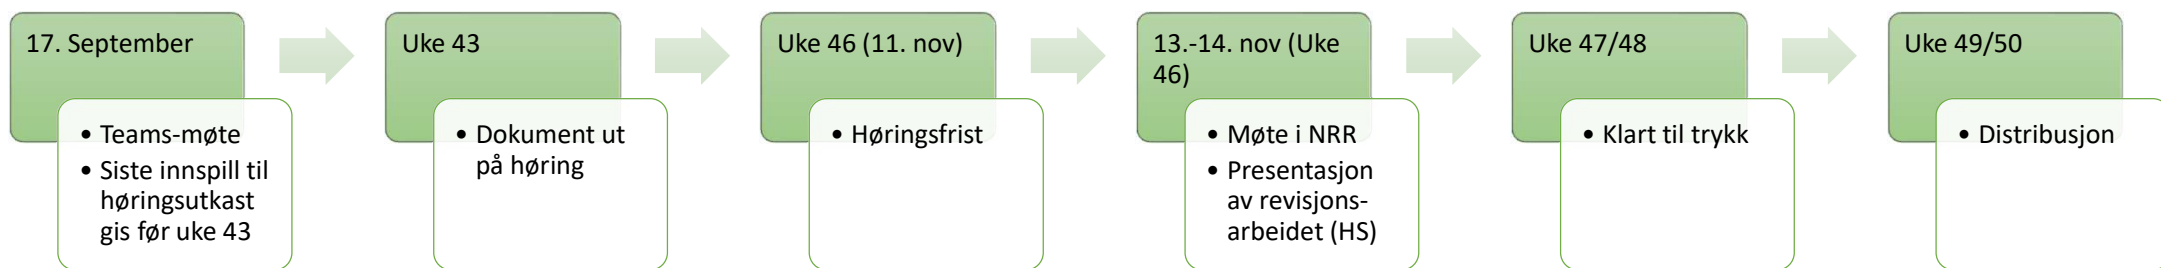 17. September
• Teams-møte
• Siste innspill til
høringsutkast
gis før uke 43
Uke 43
• Dokument ut
på høring
Uke 46 (11. nov)
• Høringsfrist
13.-14. nov (Uke
46)
• Møte i NRR
• Presentasjon
av revisjons-
arbeidet (HS)
Uke 47/48
• Klart til trykk
Uke 49/50
• Distribusjon